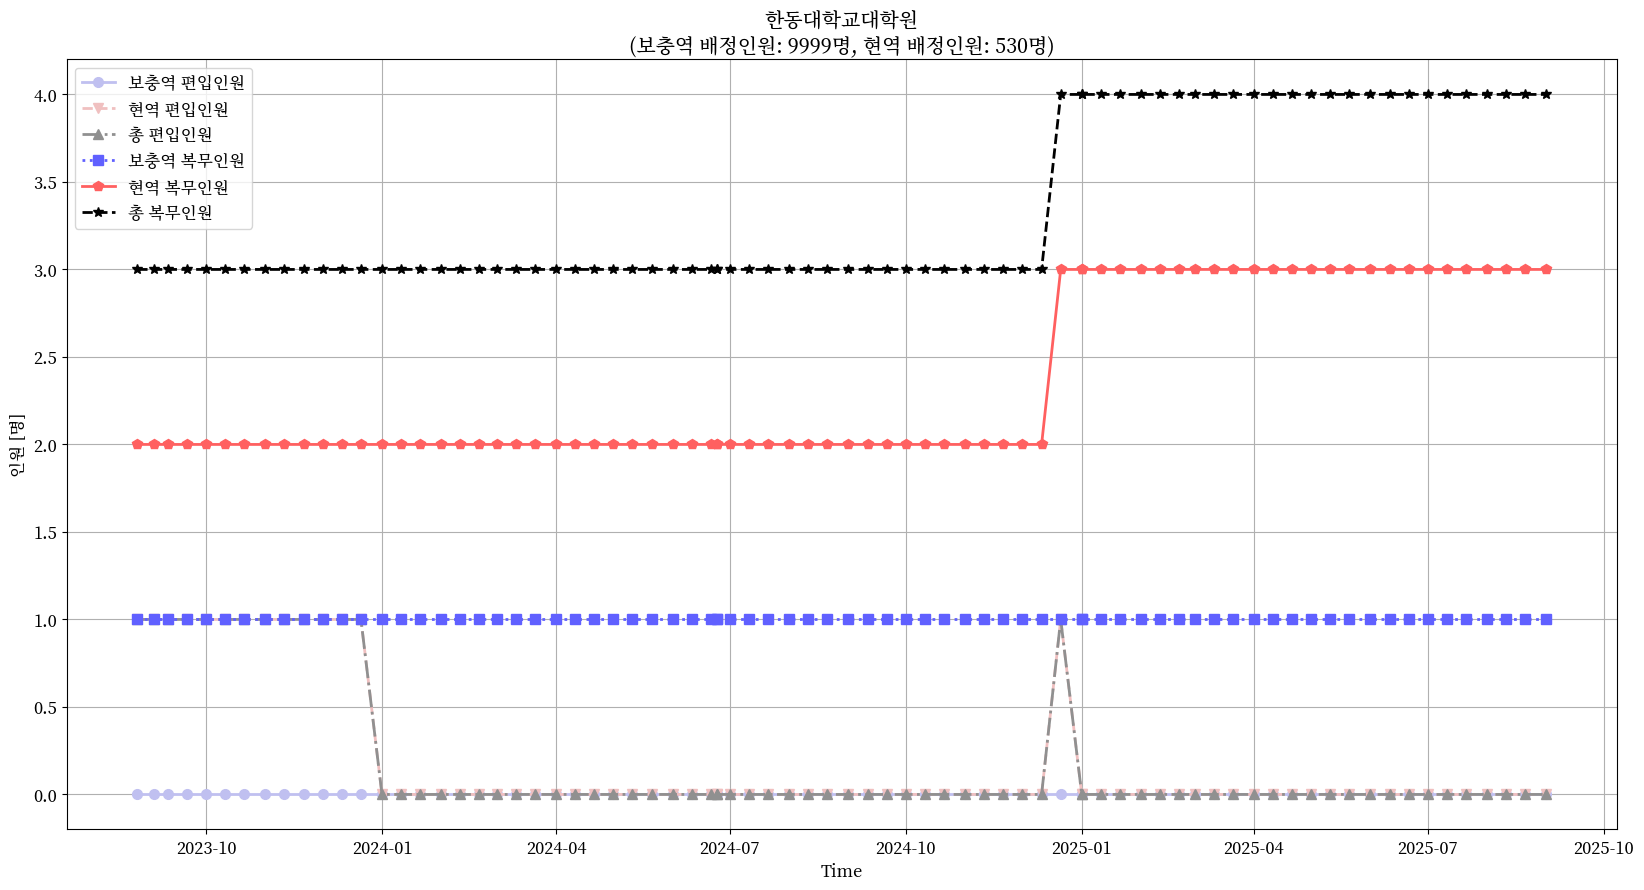 한동대학교대학원
(보충역 배정인원: 9999명, 현역 배정인원: 530명)
보충역 편입인원
현역 편입인원
총 편입인원
보충역 복무인원
현역 복무인원
총 복무인원
인원 [명]
4.0
3.5
3.0
2.5
2.0
1.5
1.0
0.5
0.0
2023-10
2024-01
2024-04
2024-07
2024-10
2025-01
2025-04
2025-07
2025-10
Time